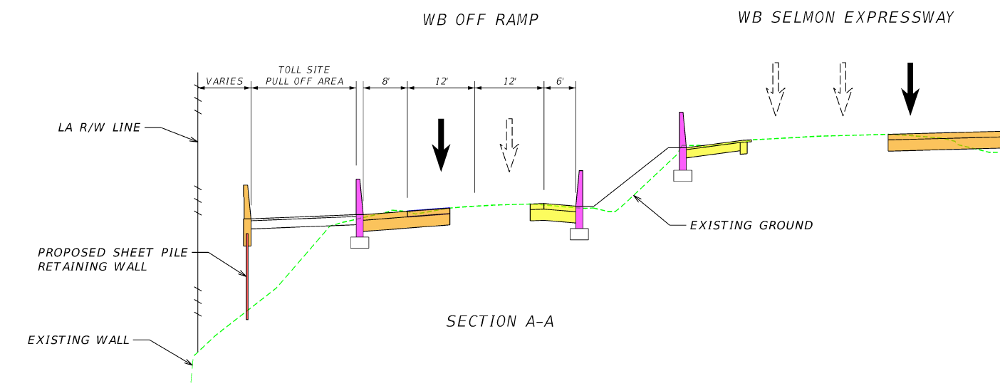 WB OFF RAMP
WB SELMON EXPRESSWAY
TOLL SITE
VARIES PULL OFF AREA 8' 12' 12' 6'
LA R/W LINE
EXISTING GROUND
PROPOSED SHEET PILE
RETAINING WALL
SECTION A-A
EXISTING WALL